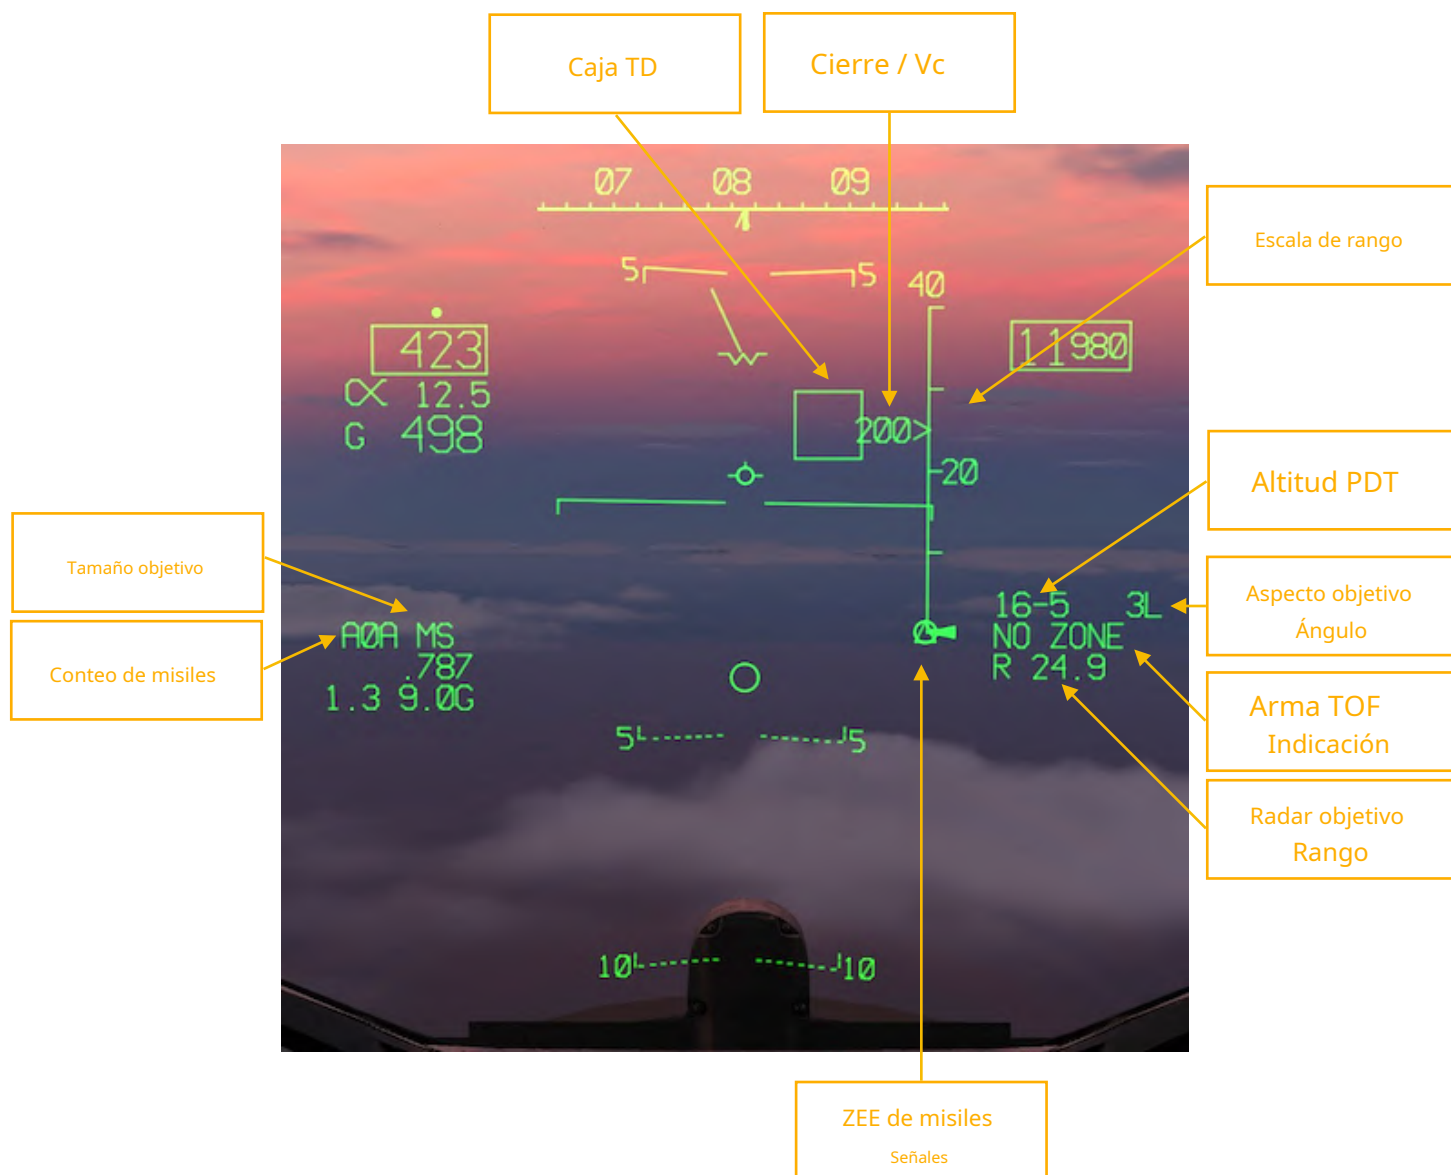 Caja TD
Cierre / Vc
07 08 09
Escala de rango
5 5
40
423
11980
α 12.5
G 498
200>
20
Altitud PDT
Tamaño objetivo
16-5 3L
Aspecto objetivo
Ángulo
A0A MS
NO ZONE
Conteo de misiles
.787
R 24.9
1.3 9.0G
Arma TOF
Indicación
5 5
Radar objetivo
Rango
10 10
ZEE de misiles
Señales